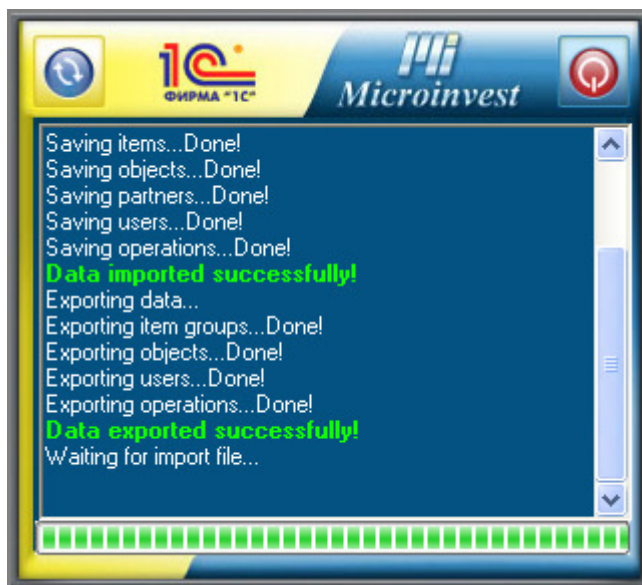 1С
ФИРМА "1С"
Mi
Microinvest
Saving items...Done!
Saving objects...Done!
Saving partners...Done!
Saving users...Done!
Saving operations...Done!
Data imported successfully!
Exporting data...
Exporting item groups...Done!
Exporting objects...Done!
Exporting users...Done!
Exporting operations...Done!
Data exported successfully!
Waiting for import file...